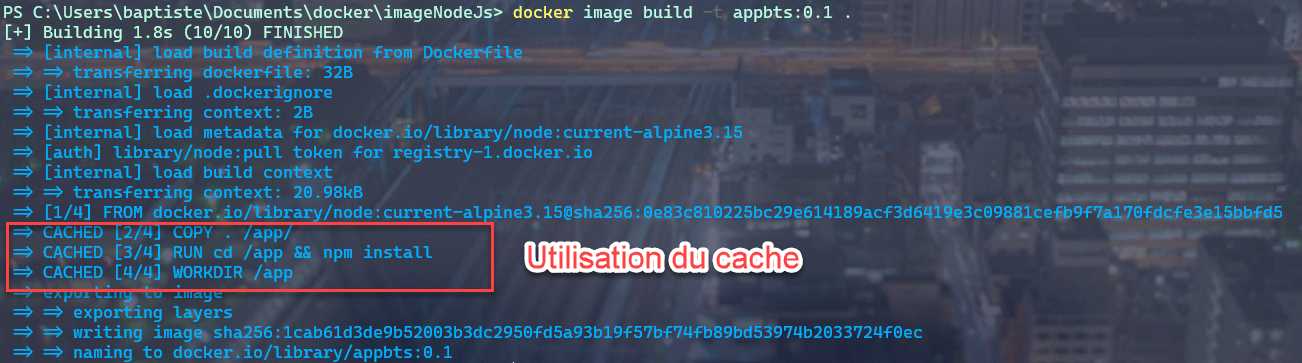 PS C:\Users\baptiste\Documents\docker\imageNodeJs> docker image build -t appbts:0.1 .
[+] Building 1.8s (10/10) FINISHED
=> [internal] load build definition from Dockerfile
=> => transferring dockerfile: 32B
=> [internal] load .dockerignore
=> => transferring context: 2B
=> [internal] load metadata for docker.io/library/node:current-alpine3.15
=> [auth] library/node:pull token for registry-1.docker.io
=> [internal] load build context
=> => transferring context: 20.98kB
=> [1/4] FROM docker.io/library/node:current-alpine3.15@sha256:0e83c810225bc29e614189acf3d6419e3c09881cefb9f7a170fdcfe3e15bbfd5
=> CACHED [2/4] COPY . /app/
=> CACHED [3/4] RUN cd /app && npm install
Utilisation du cache
=> CACHED [4/4] WORKDIR /app
=> exporting to image
=> => exporting layers
=> => writing image sha256:1cab61d3de9b52003b3dc2950fd5a93b19f57bf74fb89bd53974b2033724f0ec
=> => naming to docker.io/library/appbts:0.1